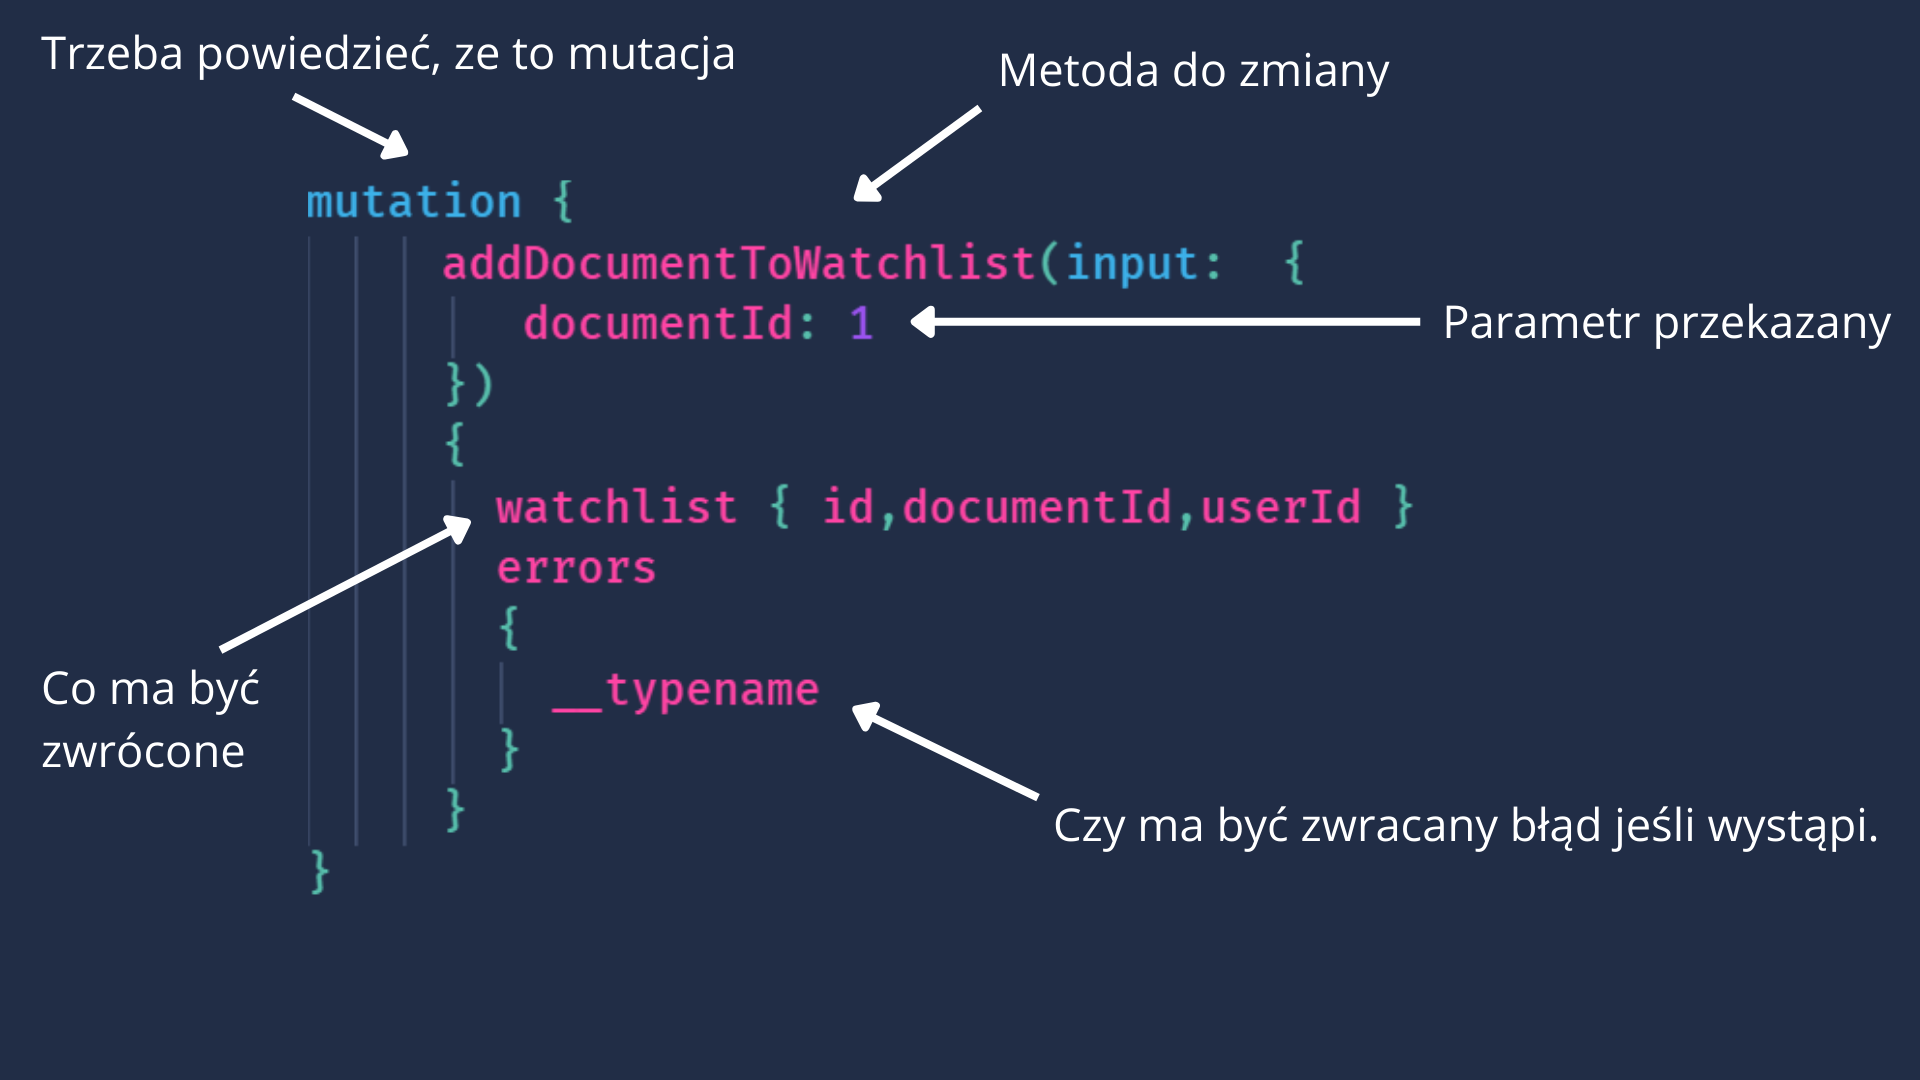 Trzeba powiedzieć, ze to mutacja
Metoda do zmiany
mutation {
addDocumentToWatchlist(input:  {
documentId: 1
Parametr przekazany
})
{
watchlist { id,documentId,userId }
errors
{
__typename
}
}
}
Co ma być
zwrócone
Czy ma być zwracany błąd jeśli wystąpi.